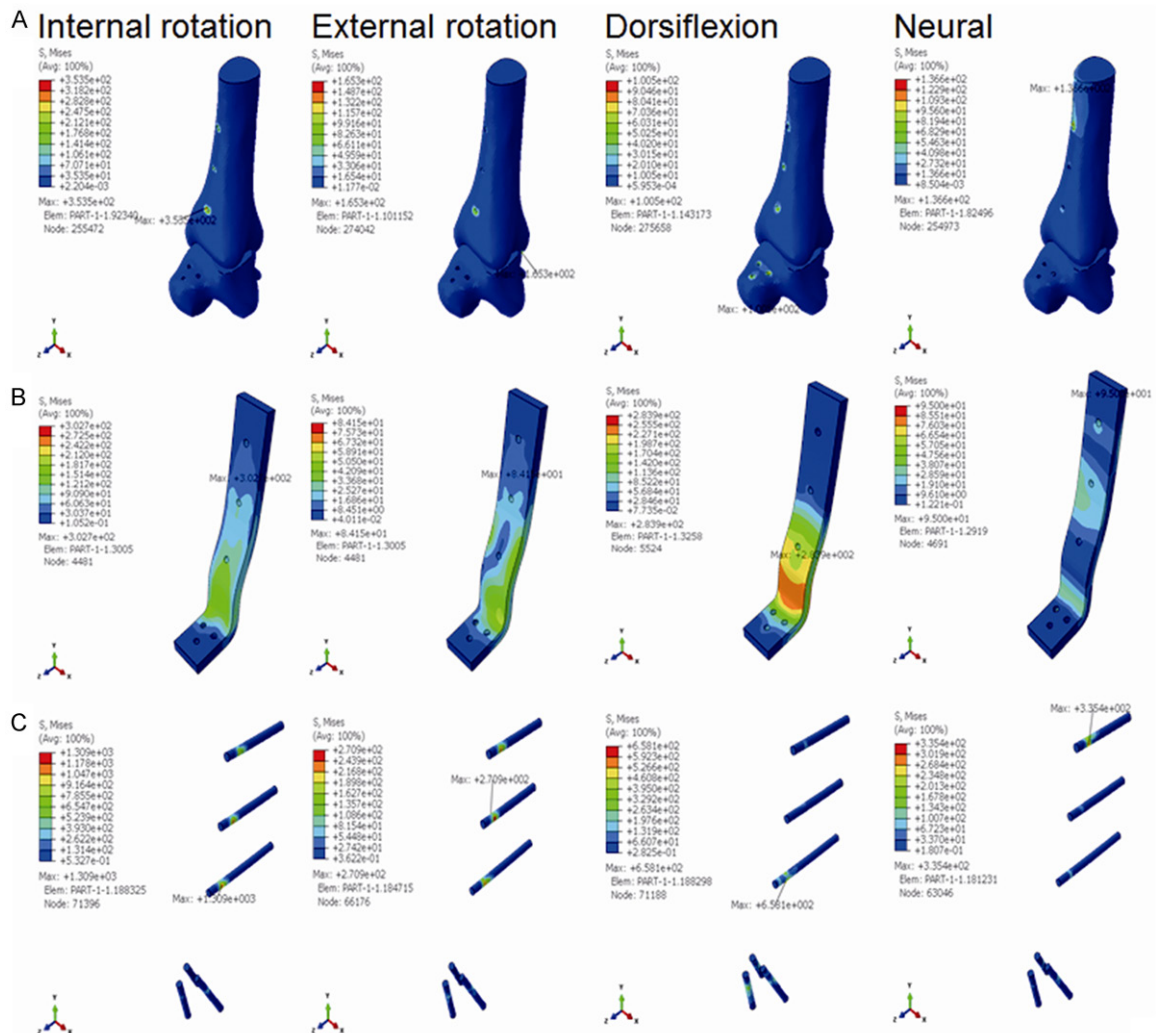 A
Internal rotation
External rotation
Dorsiflexion
Neural
S, Mises
(Avg: 100%)
+3.535e+02
+3.182e+02
+2.828e+02
+2.475e+02
+2.121e+02
+1.768e+02
+1.414e+02
+1.061e+02
+7.071e+01
+3.535e+01
+2.204e-03
Max: +3.535e+02
Elem: PART-1-1.92340
Node: 255472
Max: +3.535e+002
Y
Z
X
S, Mises
(Avg: 100%)
+1.653e+02
+1.487e+02
+1.322e+02
+1.157e+02
+9.916e+01
+8.263e+01
+6.611e+01
+4.959e+01
+3.306e+01
+1.654e+01
+1.177e-02
Max: +1.653e+02
Elem: PART-1-1.101152
Node: 274042
Y
Z
X
S, Mises
(Avg: 100%)
+1.005e+02
+9.046e+01
+8.041e+01
+7.036e+01
+6.031e+01
+5.025e+01
+4.020e+01
+3.015e+01
+2.010e+01
+1.005e+01
+5.953e-04
Max: +1.005e+02
Elem: PART-1-1.143173
Node: 275658
Y
Z
X
S, Mises
(Avg: 100%)
+1.366e+02
+1.229e+02
+1.093e+02
+9.560e+01
+8.194e+01
+6.829e+01
+5.463e+01
+4.098e+01
+2.732e+01
+1.366e+01
+8.504e-03
Max: +1.366e+02
Elem: PART-1-1.82496
Node: 254973
Y
Z
X
B
S, Mises
(Avg: 100%)
+3.027e+02
+2.725e+02
+2.422e+02
+2.120e+02
+1.817e+02
+1.514e+02
+1.212e+02
+9.090e+01
+6.063e+01
+3.037e+01
+1.052e-01
Max: +3.027e+02
Elem: PART-1-1.3005
Node: 4481
Max: +3.027e+002
Y
Z
X
S, Mises
(Avg: 100%)
+8.415e+01
+7.573e+01
+6.732e+01
+5.891e+01
+5.050e+01
+4.209e+01
+3.368e+01
+2.527e+01
+1.686e+01
+8.451e+00
+4.011e-02
Max: +8.415e+01
Elem: PART-1-1.3005
Node: 4481
Max: +8.415e+001
Y
Z
X
S, Mises
(Avg: 100%)
+2.839e+02
+2.555e+02
+2.271e+02
+1.987e+02
+1.704e+02
+1.420e+02
+1.136e+02
+8.522e+01
+5.684e+01
+2.846e+01
+7.735e-02
Max: +2.839e+02
Elem: PART-1-1.3258
Node: 5524
Max: +2.839e+002
Y
Z
X
S, Mises
(Avg: 100%)
+9.500e+01
+8.551e+01
+7.603e+01
+6.654e+01
+5.705e+01
+4.756e+01
+3.807e+01
+2.859e+01
+1.910e+01
+9.610e+00
+1.221e-01
Max: +9.500e+01
Elem: PART-1-1.2919
Node: 4691
Max: +9.500e+001
Y
Z
X
C
S, Mises
(Avg: 100%)
+1.309e+03
+1.178e+03
+1.047e+03
+9.164e+02
+7.855e+02
+6.547e+02
+5.239e+02
+3.930e+02
+2.622e+02
+1.314e+02
+5.327e-01
Max: +1.309e+03
Elem: PART-1-1.188325
Node: 71396
Max: +1.309e+003
Y
Z
X
S, Mises
(Avg: 100%)
+2.709e+02
+2.439e+02
+2.168e+02
+1.898e+02
+1.627e+02
+1.357e+02
+1.086e+02
+8.154e+01
+5.448e+01
+2.742e+01
+3.622e-01
Max: +2.709e+02
Elem: PART-1-1.184715
Node: 66176
Max: +2.709e+002
Y
Z
X
S, Mises
(Avg: 100%)
+6.581e+02
+5.923e+02
+5.266e+02
+4.608e+02
+3.950e+02
+3.292e+02
+2.634e+02
+1.976e+02
+1.319e+02
+6.607e+01
+2.825e-01
Max: +6.581e+02
Elem: PART-1-1.188298
Node: 71188
Max: +6.581e+002
Y
Z
X
S, Mises
(Avg: 100%)
+3.354e+02
+3.019e+02
+2.684e+02
+2.348e+02
+2.013e+02
+1.678e+02
+1.343e+02
+1.007e+02
+6.723e+01
+3.370e+01
+1.807e-01
Max: +3.354e+02
Elem: PART-1-1.181231
Node: 63046
Max: +3.354e+002
Y
Z
X